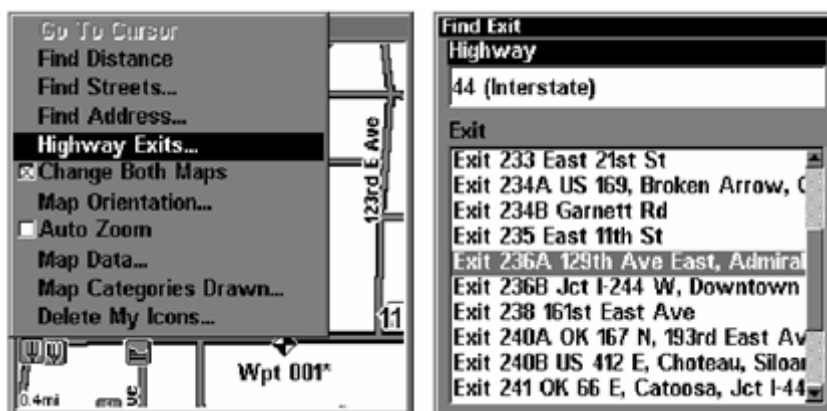 Go To Cursor
Find Distance
Find Streets...
Find Address...
Highway Exits...
Change Both Maps
Map Orientation...
Auto Zoom
Map Data...
Map Categories Drawn...
Delete My Icons...
123rd E Ave
11
Wpt 001*
0.4mi
ve
Find Exit
Highway
44 (Interstate)
Exit
Exit 233 East 21st St
Exit 234A US 169, Broken Arrow,
Exit 234B Garnett Rd
Exit 235 East 11th St
Exit 236A 129th Ave East, Admiral
Exit 236B Jct I-244 W, Downtown
Exit 238 161st East Ave
Exit 240A OK 167 N, 193rd East Av
Exit 240B US 412 E, Choteau, Siloa
Exit 241 OK 66 E, Catoosa, Jct I-44